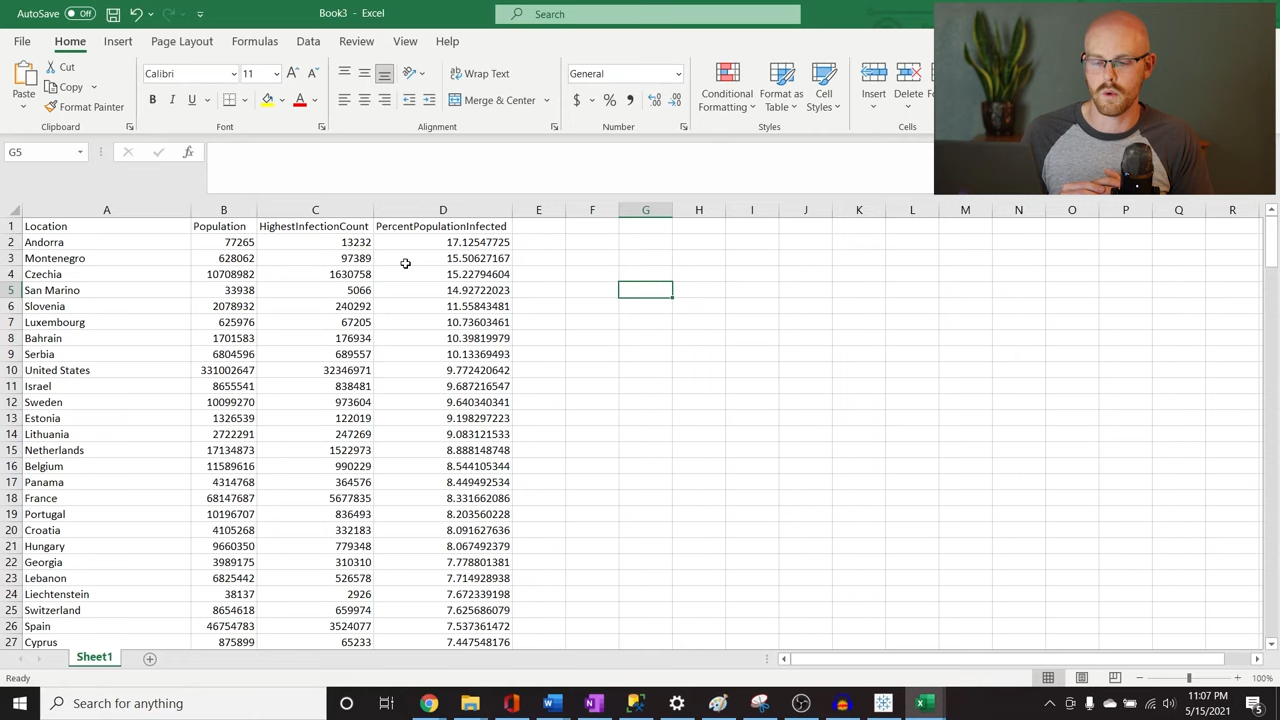 AutoSave Off Book3 - Excel Search
File Home Insert Page Layout Formulas Data Review View Help
Paste Cut Copy Format Painter Clipboard
Calibri 11 B I U Font
Wrap Text Merge & Center Alignment
General $ % , Number
Conditional Formatting Format as Table Cell Styles Styles
Insert Delete Cells
G5 fx
A B C D E F G H I J K L M N O P Q R
1 Location Population HighestInfectionCount PercentPopulationInfected
2 Andorra 77265 13232 17.12547725
3 Montenegro 628062 97389 15.50627167
4 Czechia 10708982 1630758 15.22794604
5 San Marino 33938 5066 14.92722023
6 Slovenia 2078932 240292 11.55843481
7 Luxembourg 625976 67205 10.73603461
8 Bahrain 1701583 176934 10.39819979
9 Serbia 6804596 689557 10.13369493
10 United States 331002647 32346971 9.772420642
11 Israel 8655541 838481 9.687216547
12 Sweden 10099270 973604 9.640340341
13 Estonia 1326539 122019 9.198297223
14 Lithuania 2722291 247269 9.083121533
15 Netherlands 17134873 1522973 8.888148748
16 Belgium 11589616 990229 8.544105344
17 Panama 4314768 364576 8.449492534
18 France 68147687 5677835 8.331662086
19 Portugal 10196707 836493 8.203560228
20 Croatia 4105268 332183 8.091627636
21 Hungary 9660350 779348 8.067492379
22 Georgia 3989175 310310 7.778801381
23 Lebanon 6825442 526578 7.714928938
24 Liechtenstein 38137 2926 7.672339199
25 Switzerland 8654618 659974 7.625686079
26 Spain 46754783 3524077 7.537361472
27 Cyprus 875899 65233 7.447548176
Sheet1
Ready 100%
Type here to search 11:07 PM
5/15/2021 5